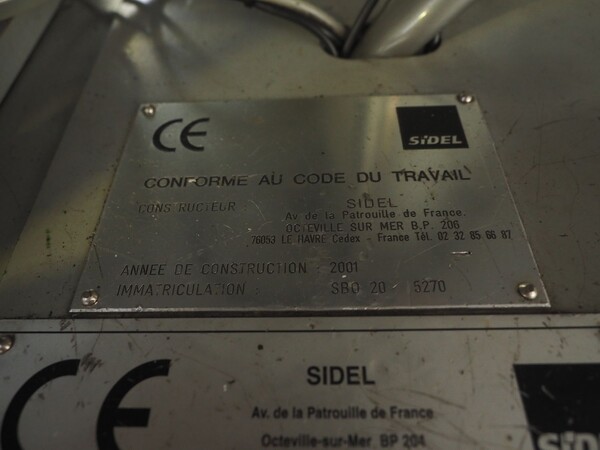 CE
SIDEL
CONFORME AU CODE DU TRAVAIL
CONSTRUCTEUR SIDEL
Av. de la Patrouille de France.
OCTEVILLE SUR MER B.P. 206
76053 LE HAVRE Cedex - France Tél. 02 32 85 66 87
ANNEE DE CONSTRUCTION : 2001
IMMATRICULATION : SBO 20 5270
CE
SIDEL
Av. de la Patrouille de France
Octeville-sur-Mer BP 204